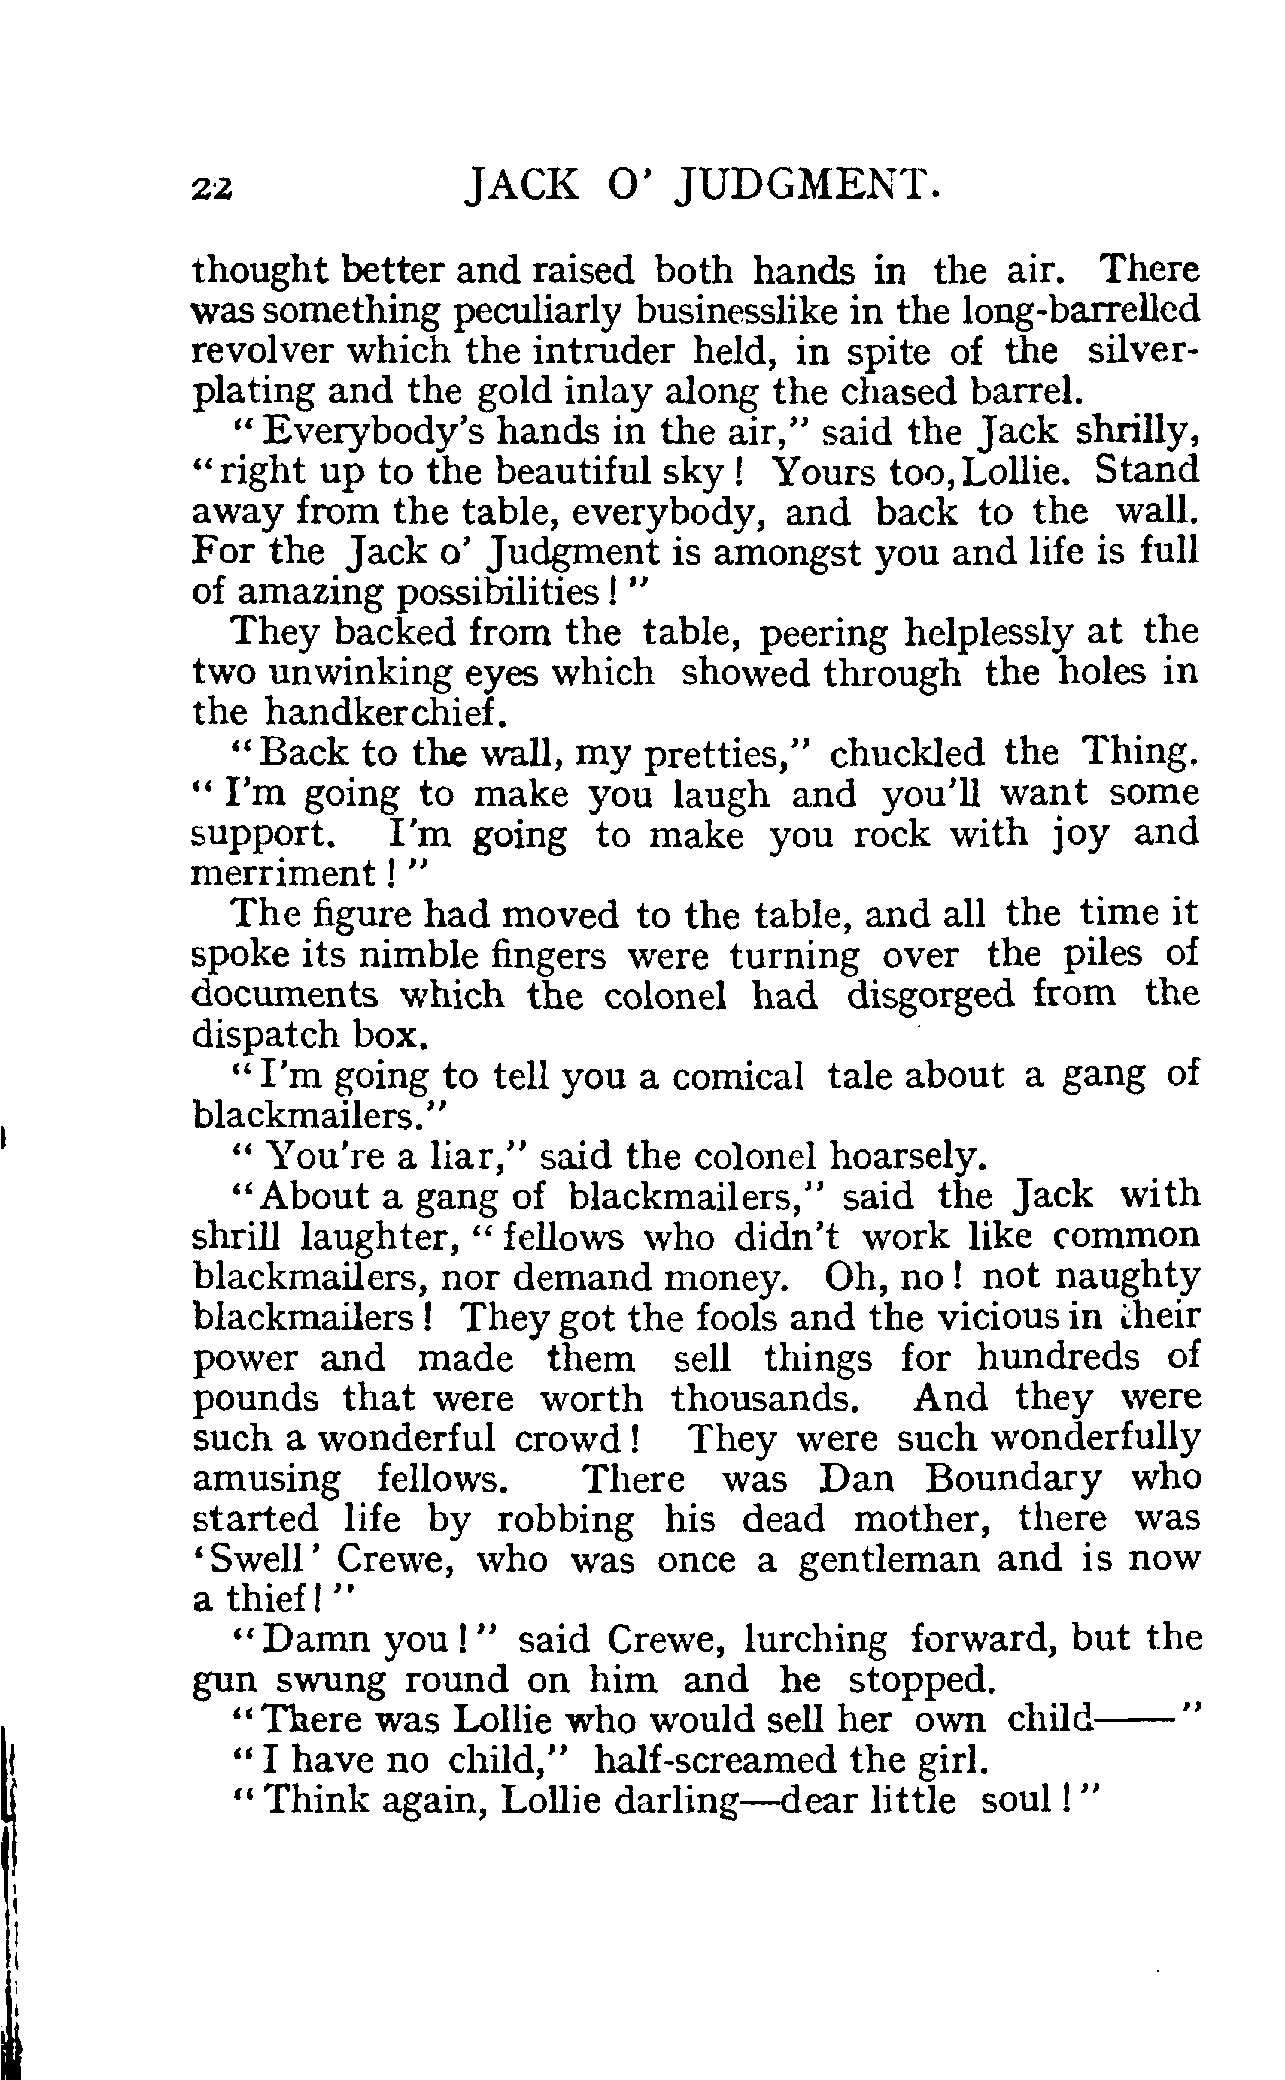 22 JACK O' JUDGMENT.
thought better and raised both hands in the air. There
was something peculiarly businesslike in the long-barrelled
revolver which the intruder held, in spite of the silver-
plating and the gold inlay along the chased barrel.
" Everybody's hands in the air," said the Jack shrilly,
"right up to the beautiful sky ! Yours too, Lollie. Stand
away from the table, everybody, and back to the wall.
For the Jack o' Judgment is amongst you and life is full
of amazing possibilities ! "
They backed from the table, peering helplessly at the
two unwinking eyes which showed through the holes in
the handkerchief.
"Back to the wall, my pretties," chuckled the Thing.
" I'm going to make you laugh and you'll want some
support. I'm going to make you rock with joy and
merriment ! "
The figure had moved to the table, and all the time it
spoke its nimble fingers were turning over the piles of
documents which the colonel had disgorged from the
dispatch box.
"I'm going to tell you a comical tale about a gang of
blackmailers."
" You're a liar," said the colonel hoarsely.
"About a gang of blackmailers," said the Jack with
shrill laughter, " fellows who didn't work like common
blackmailers, nor demand money. Oh, no ! not naughty
blackmailers ! They got the fools and the vicious in their
power and made them sell things for hundreds of
pounds that were worth thousands. And they were
such a wonderful crowd ! They were such wonderfully
amusing fellows. There was Dan Boundary who
started life by robbing his dead mother, there was
'Swell' Crewe, who was once a gentleman and is now
a thief ! "
"Damn you ! " said Crewe, lurching forward, but the
gun swung round on him and he stopped.
"There was Lollie who would sell her own child——"
"I have no child," half-screamed the girl.
"Think again, Lollie darling—dear little soul ! "